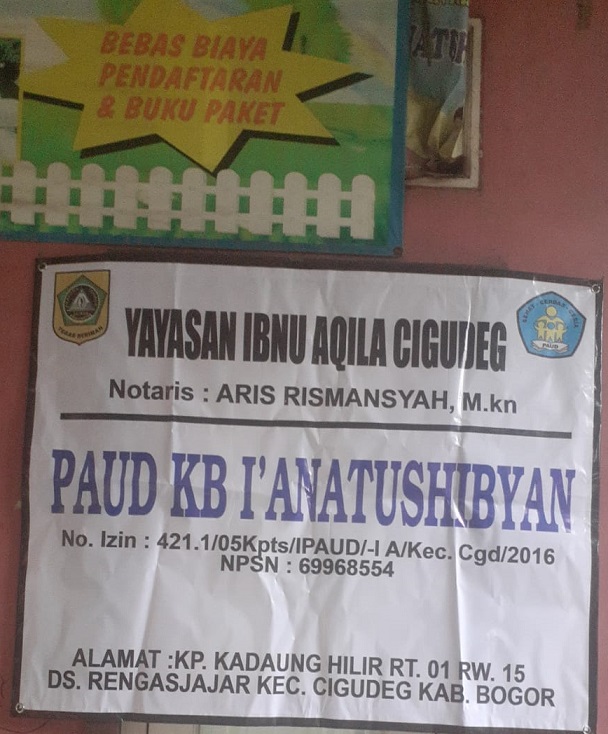 BEBAS BIAYA
PENDAFTARAN
& BUKU PAKET
YAYASAN IBNU AQILA CIGUDEG
Notaris : ARIS RISMANSYAH, M.kn
PAUD KB I'ANATUSHIBYAN
No. Izin : 421.1/05Kpts/IPAUD/-I A/Kec. Cgd/2016
NPSN : 69968554
ALAMAT :KP. KADAUNG HILIR RT. 01 RW. 15
DS. RENGASJAJAR KEC. CIGUDEG KAB. BOGOR
PAUD